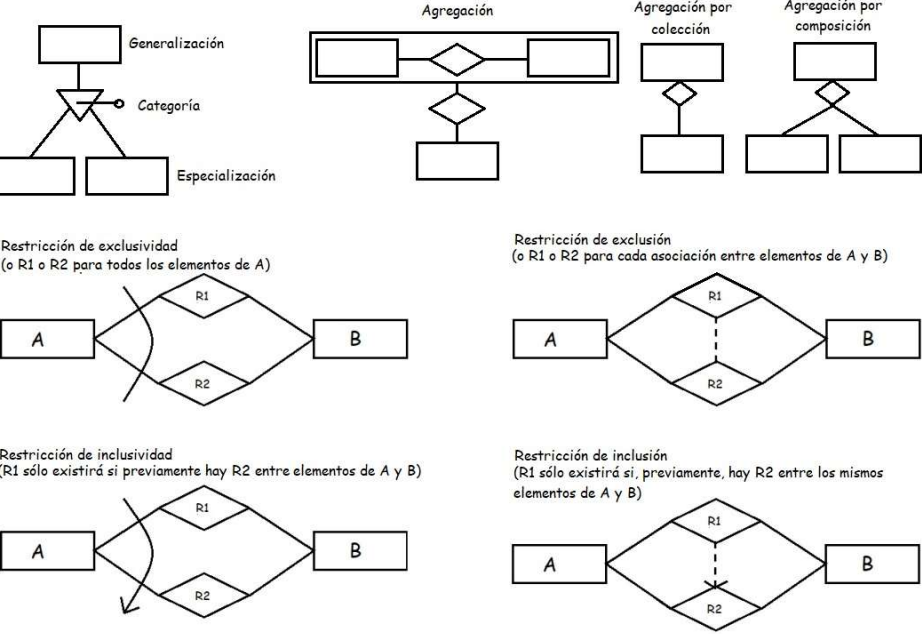 Generalización
Categoría
Especialización
Agregación
Agregación por
colección
Agregación por
composición
Restricción de exclusividad
(o R1 o R2 para todos los elementos de A)
R1
A
B
R2
Restricción de exclusión
(o R1 o R2 para cada asociación entre elementos de A y B)
R1
A
B
R2
Restricción de inclusividad
(R1 sólo existirá si previamente hay R2 entre elementos de A y B)
R1
A
B
R2
Restricción de inclusión
(R1 sólo existirá si, previamente, hay R2 entre los mismos
elementos de A y B)
R1
A
B
R2